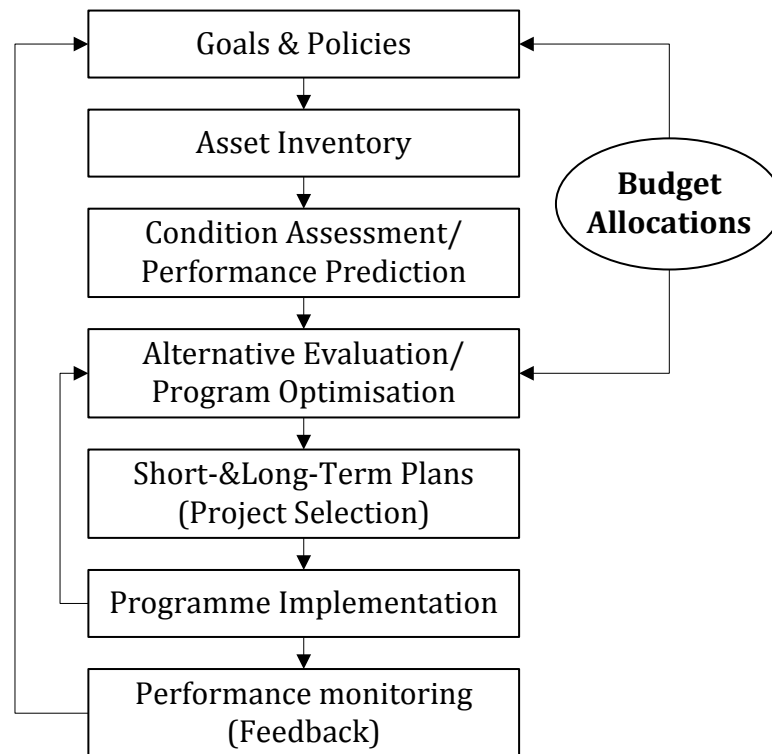 Goals & Policies
Asset Inventory
Budget
Allocations
Condition Assessment/
Performance Prediction
Alternative Evaluation/
Program Optimisation
Short-&Long-Term Plans
(Project Selection)
Programme Implementation
Performance monitoring
(Feedback)